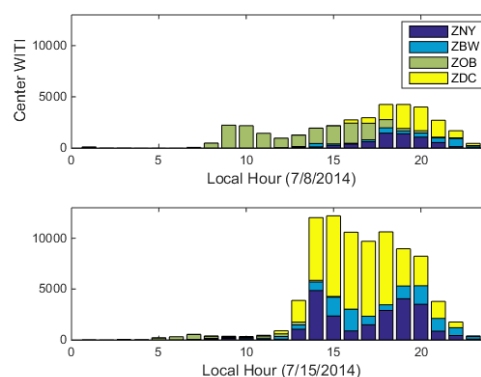 10000
5000
0
Center WITI
ZNY
ZBW
ZOB
ZDC
0 5 10 15 20
Local Hour (7/8/2014)
10000
5000
0
0 5 10 15 20
Local Hour (7/15/2014)